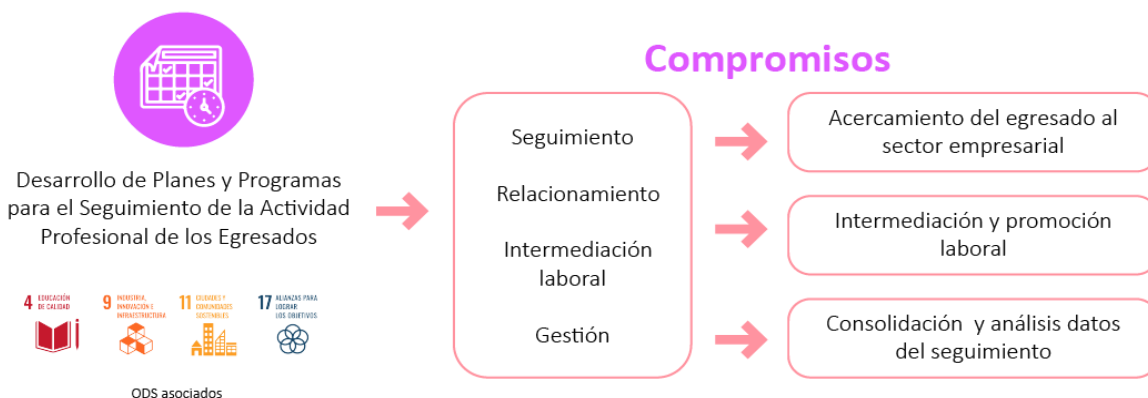 Compromisos
Desarrollo de Planes y Programas
para el Seguimiento de la Actividad
Profesional de los Egresados
4 EDUCACIÓN
DE CALIDAD
9 INDUSTRIA,
INNOVACIÓN E
INFRAESTRUCTURA
11 CIUDADES Y
COMUNIDADES
SOSTENIBLES
17 ALIANZAS PARA
LOGRAR
LOS OBJETIVOS
ODS asociados
Seguimiento
Relacionamiento
Intermediación
laboral
Gestión
Acercamiento del egresado al
sector empresarial
Intermediación y promoción
laboral
Consolidación y análisis datos
del seguimiento